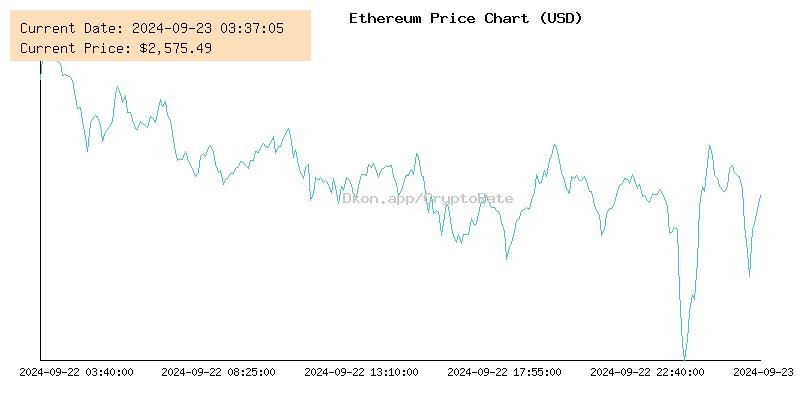 Ethereum Price Chart (USD)
Current Date: 2024-09-23 03:37:05
Current Price: $2,575.49
Dkon.app/CryptoRate
2024-09-22 03:40:00 2024-09-22 08:25:00 2024-09-22 13:10:00 2024-09-22 17:55:00 2024-09-22 22:40:00 2024-09-23